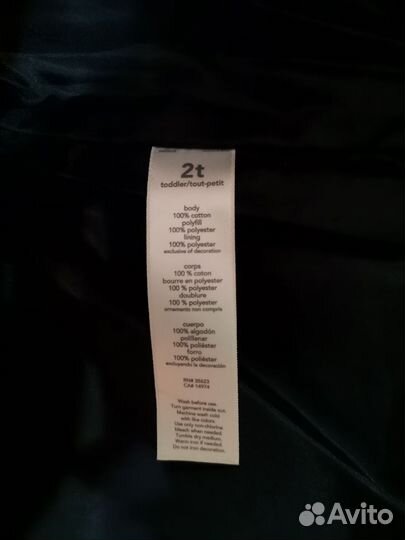 2t
toddler/tout-petit
body
100% cotton
polyfill
100% polyester
lining
100% polyester
exclusive of decoration
corps
100 % coton
bourre en polyester
100 % polyester
doublure
100 % polyester
ornements non compris
cuerpo
100% algodón
polillenar
100% poliéster
forro
100% poliéster
excluyendo la decoración
RN# 35623
CA# 14974
Wash before use.
Turn garment inside out.
Machine wash cold
with like colors.
Use only non-chlorine
bleach when needed.
Tumble dry medium.
Warm iron if needed.
Do not iron decoration.
Avito